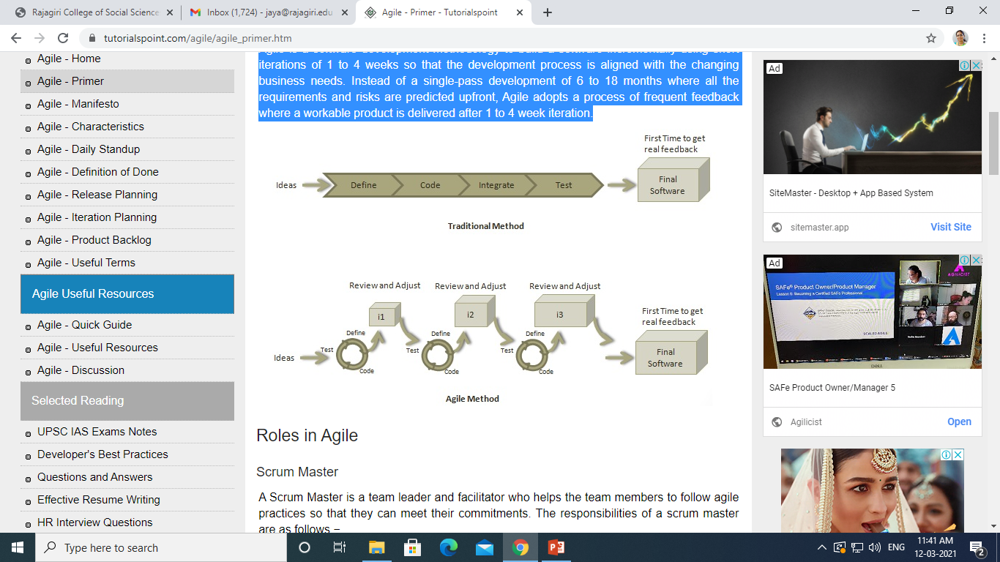 Rajagiri College of Social Science
Inbox (1,724) - jaya@rajagiri.edu
Agile - Primer - Tutorialspoint
tutorialspoint.com/agile/agile_primer.htm
Agile - Home
Agile - Primer
Agile - Manifesto
Agile - Characteristics
Agile - Daily Standup
Agile - Definition of Done
Agile - Release Planning
Agile - Iteration Planning
Agile - Product Backlog
Agile - Useful Terms
Agile Useful Resources
Agile - Quick Guide
Agile - Useful Resources
Agile - Discussion
Selected Reading
UPSC IAS Exams Notes
Developer's Best Practices
Questions and Answers
Effective Resume Writing
HR Interview Questions
iterations of 1 to 4 weeks so that the development process is aligned with the changing
business needs. Instead of a single-pass development of 6 to 18 months where all the
requirements and risks are predicted upfront, Agile adopts a process of frequent feedback
where a workable product is delivered after 1 to 4 week iteration.
First Time to get
real feedback
Ideas
Define
Code
Integrate
Test
Final
Software
Traditional Method
Review and Adjust
Review and Adjust
Review and Adjust
i1
i2
i3
First Time to get
real feedback
Define
Define
Define
Test
Test
Test
Ideas
Code
Code
Code
Final
Software
Agile Method
Roles in Agile
Scrum Master
A Scrum Master is a team leader and facilitator who helps the team members to follow agile
practices so that they can meet their commitments. The responsibilities of a scrum master
are as follows −
Ad
SiteMaster - Desktop + App Based System
sitemaster.app
Visit Site
Ad
SAFe® Product Owner/Product Manager
Lesson 6: Becoming a Certified SAFe Professional
AGILICIST
SCALED AGILE
DELL
SAFe Product Owner/Manager 5
Agilicist
Open
Type here to search
ENG
11:41 AM
12-03-2021
2